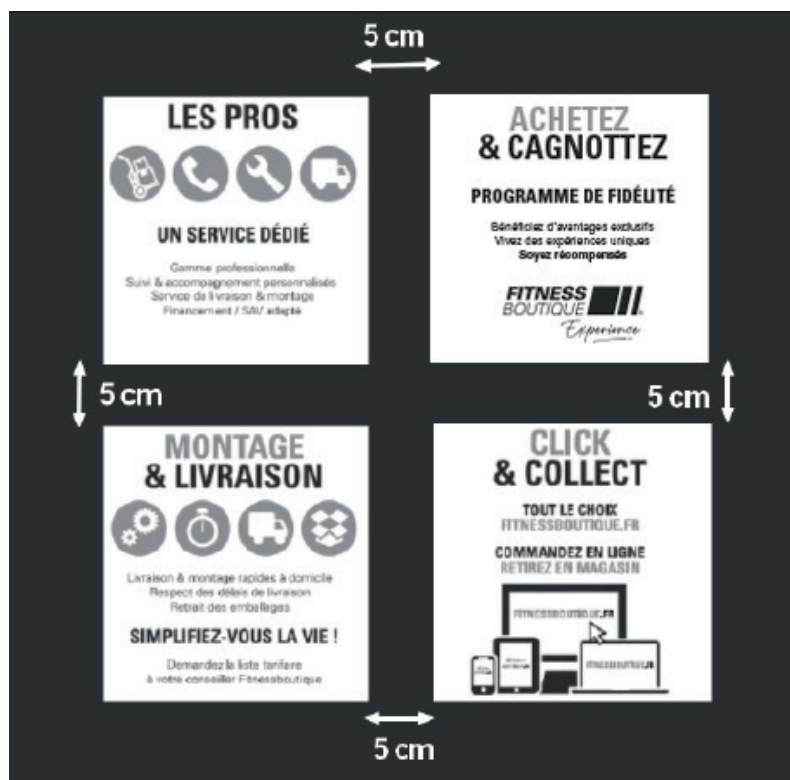 5 cm
LES PROS
UN SERVICE DÉDIÉ
Gamme professionnelle
Suivi & accompagnement personnalisés
Service de livraison & montage
Financement / SAV adapté
ACHETEZ
& CAGNOTTEZ
PROGRAMME DE FIDÉLITÉ
Bénéficiez d'avantages exclusifs
Vivez des expériences uniques
Soyez récompensés
FITNESS
BOUTIQUE
Experience
5 cm
5 cm
MONTAGE
& LIVRAISON
Livraison & montage rapides à domicile
Respect des délais de livraison
Retrait des emballages
SIMPLIFIEZ-VOUS LA VIE !
Demandez la liste tarifaire
à votre conseiller Fitnessboutique
CLICK
& COLLECT
TOUT LE CHOIX
FITNESSBOUTIQUE.FR
COMMANDEZ EN LIGNE
RETIREZ EN MAGASIN
FITNESSBOUTIQUE.FR
FITNESSBOUTIQUE.FR
5 cm